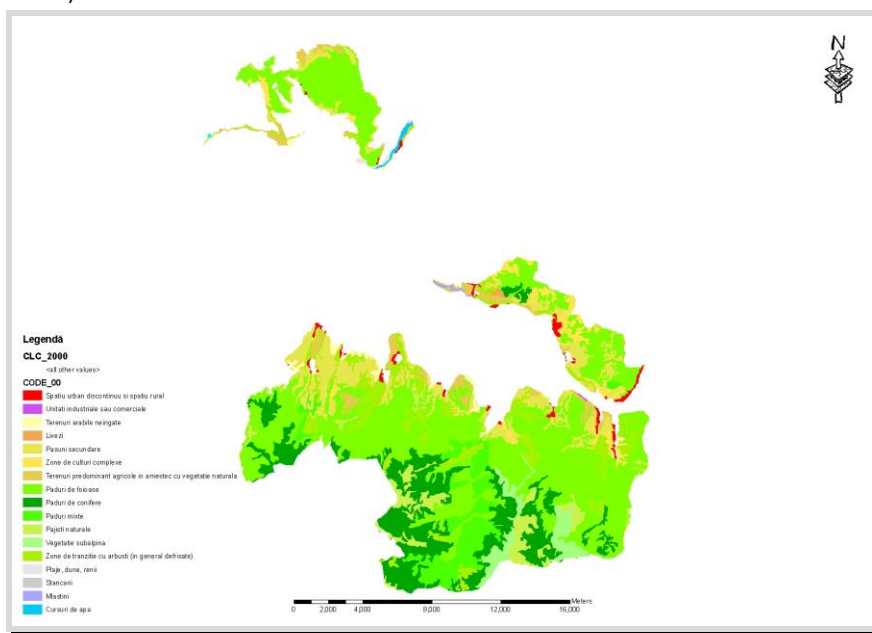 N
Legendă
CLC_2000
<all other values>
CODE_00
Spatiu urban discontinuu si spatiu rural
Unitati industriale sau comerciale
Terenuri arabile neirigate
Livezi
Pasuni secundare
Zone de culturi complexe
Terenuri predominant agricole in amestec cu vegetatie naturala
Paduri de foioase
Paduri de conifere
Paduri mixte
Pajisti naturale
Vegetatie subalpina
Zone de tranzitie cu arbusti (in general defrisate)
Plaje, dune, renii
Stancarii
Mlastini
Cursuri de apa
Meters
0 2,000 4,000 8,000 12,000 16,000